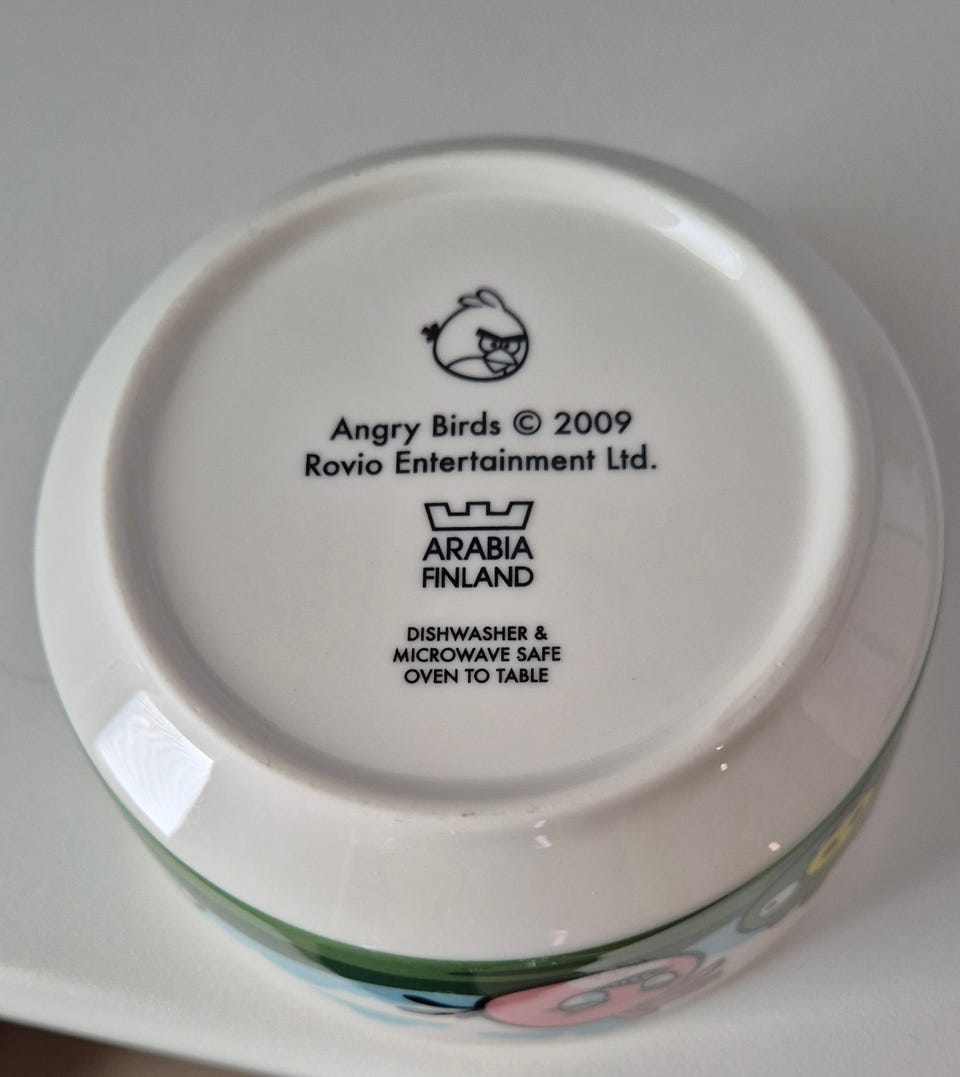 Angry Birds © 2009
Rovio Entertainment Ltd.
ARABIA
FINLAND
DISHWASHER &
MICROWAVE SAFE
OVEN TO TABLE